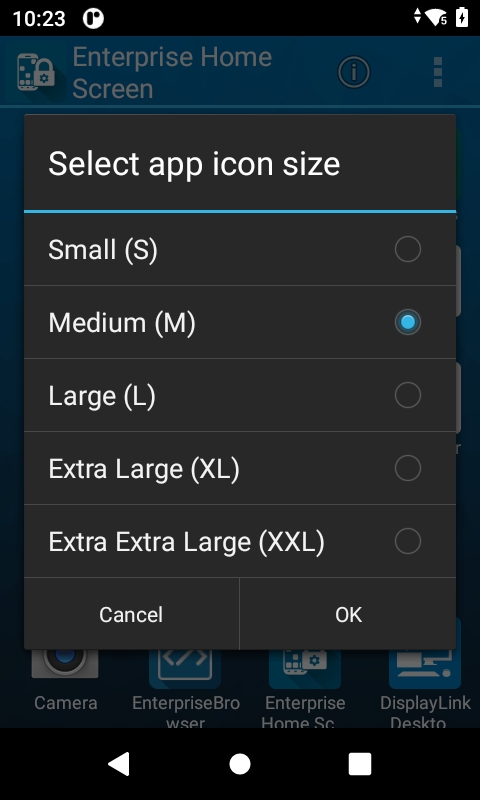 10:23
5
Enterprise Home
Screen
Select app icon size
Small (S)
Medium (M)
Large (L)
Extra Large (XL)
Extra Extra Large (XXL)
Cancel
OK
Camera
EnterpriseBro
wser
Enterprise
Home Sc...
DisplayLink
Deskto...